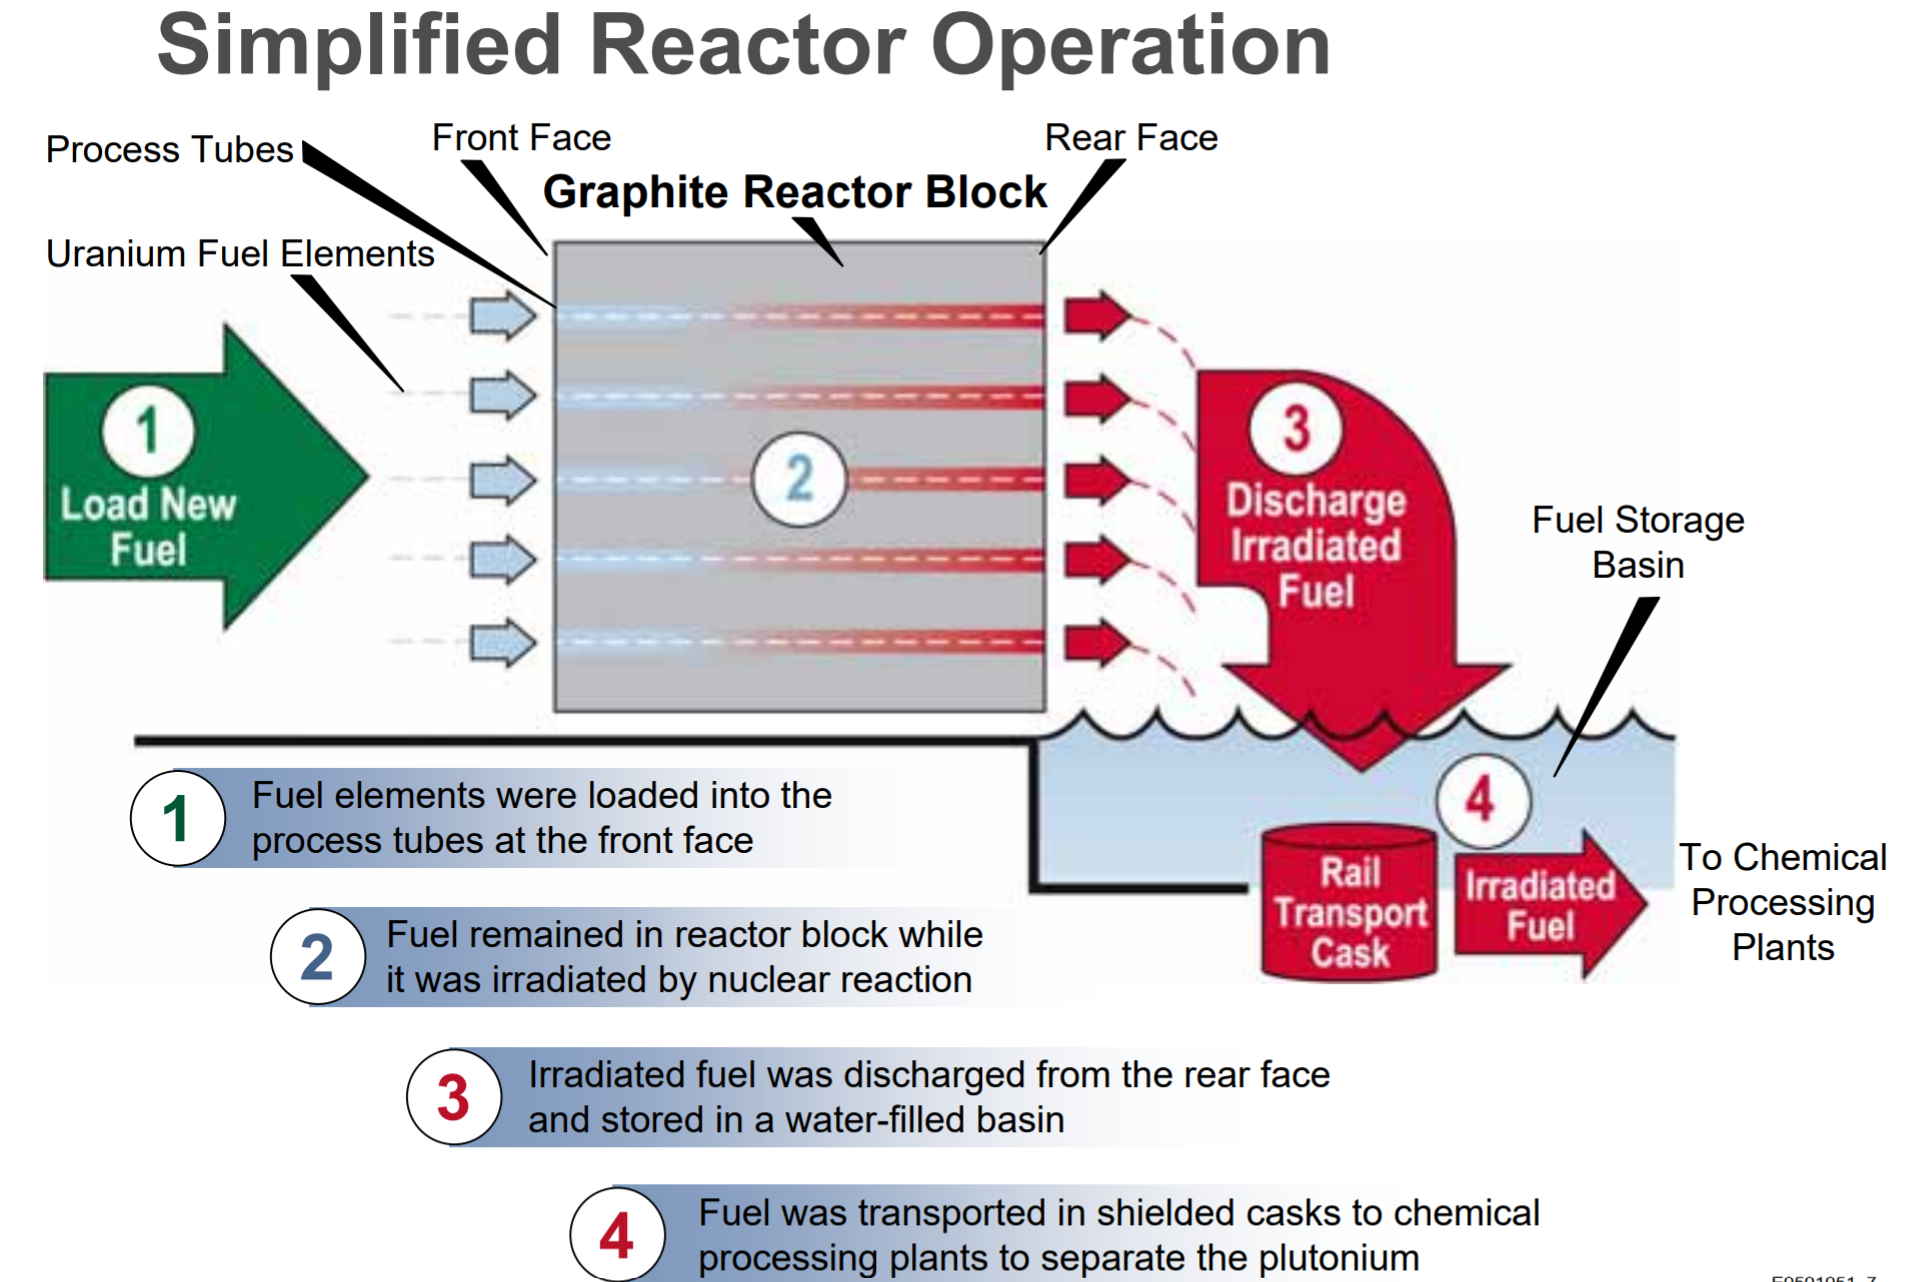 Simplified Reactor Operation
Process Tubes
Front Face
Rear Face
Graphite Reactor Block
Uranium Fuel Elements
1
Load New
Fuel
2
3
Discharge
Irradiated
Fuel
Fuel Storage
Basin
4
Rail
Transport
Cask
Irradiated
Fuel
To Chemical
Processing
Plants
1
Fuel elements were loaded into the
process tubes at the front face
2
Fuel remained in reactor block while
it was irradiated by nuclear reaction
3
Irradiated fuel was discharged from the rear face
and stored in a water-filled basin
4
Fuel was transported in shielded casks to chemical
processing plants to separate the plutonium